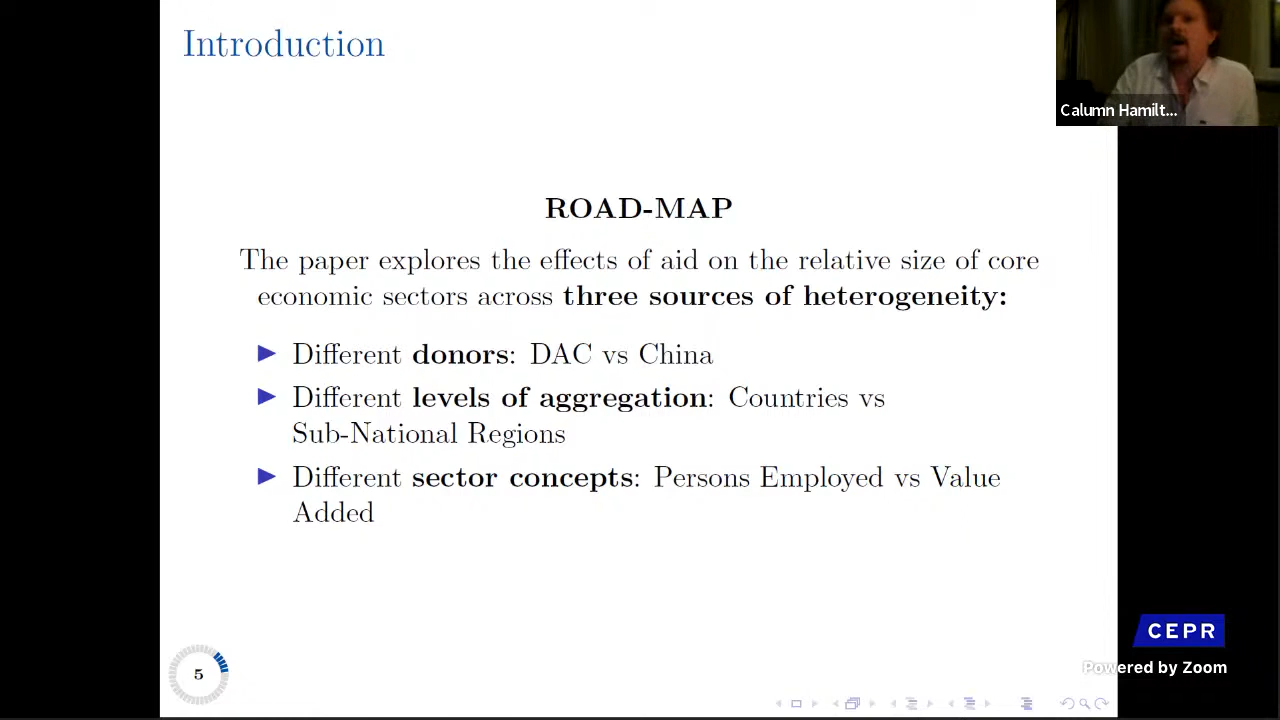 Introduction
Calumn Hamilt...
ROAD-MAP
The paper explores the effects of aid on the relative size of core
economic sectors across three sources of heterogeneity:
Different donors: DAC vs China
Different levels of aggregation: Countries vs
Sub-National Regions
Different sector concepts: Persons Employed vs Value
Added
5
CEPR
Powered by Zoom